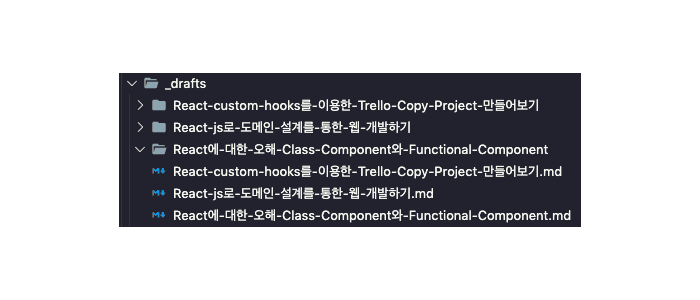 _drafts
React-custom-hooks를-이용한-Trello-Copy-Project-만들어보기
React-js로-도메인-설계를-통한-웹-개발하기
React에-대한-오해-Class-Component와-Functional-Component
React-custom-hooks를-이용한-Trello-Copy-Project-만들어보기.md
React-js로-도메인-설계를-통한-웹-개발하기.md
React에-대한-오해-Class-Component와-Functional-Component.md